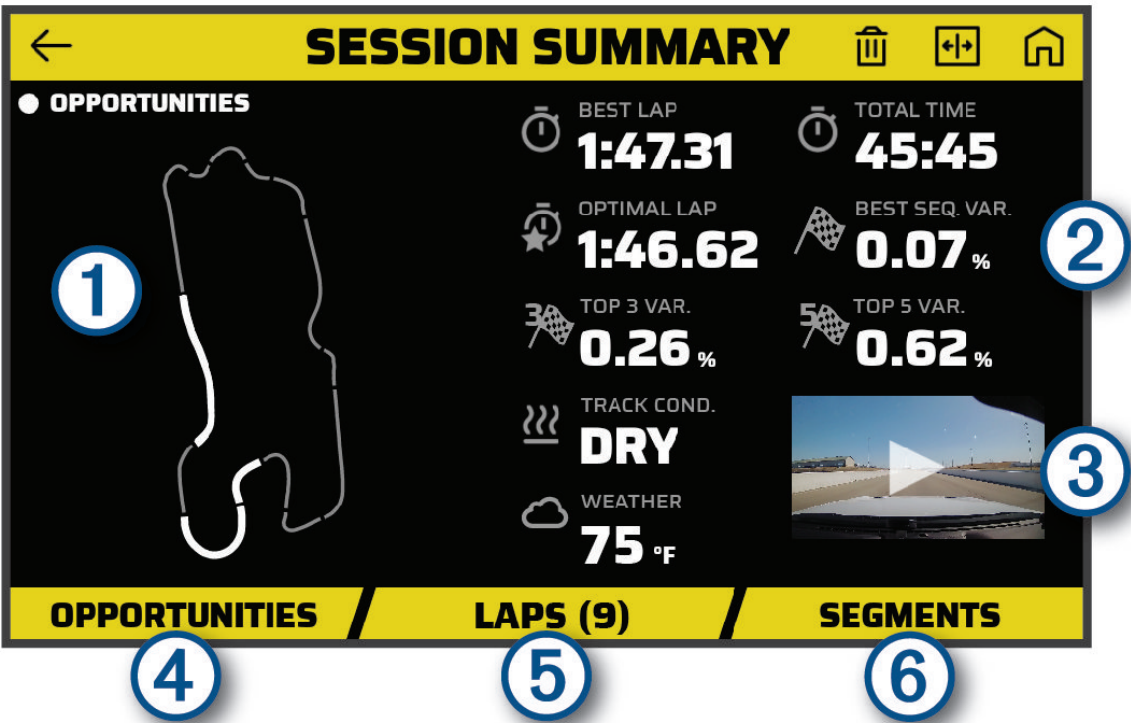 SESSION SUMMARY
OPPORTUNITIES
BEST LAP
1:47.31
TOTAL TIME
45:45
OPTIMAL LAP
1:46.62
BEST SEQ. VAR.
0.07 %
3
TOP 3 VAR.
0.26 %
5
TOP 5 VAR.
0.62 %
TRACK COND.
DRY
WEATHER
75 °F
1
2
3
OPPORTUNITIES
LAPS (9)
SEGMENTS
4
5
6